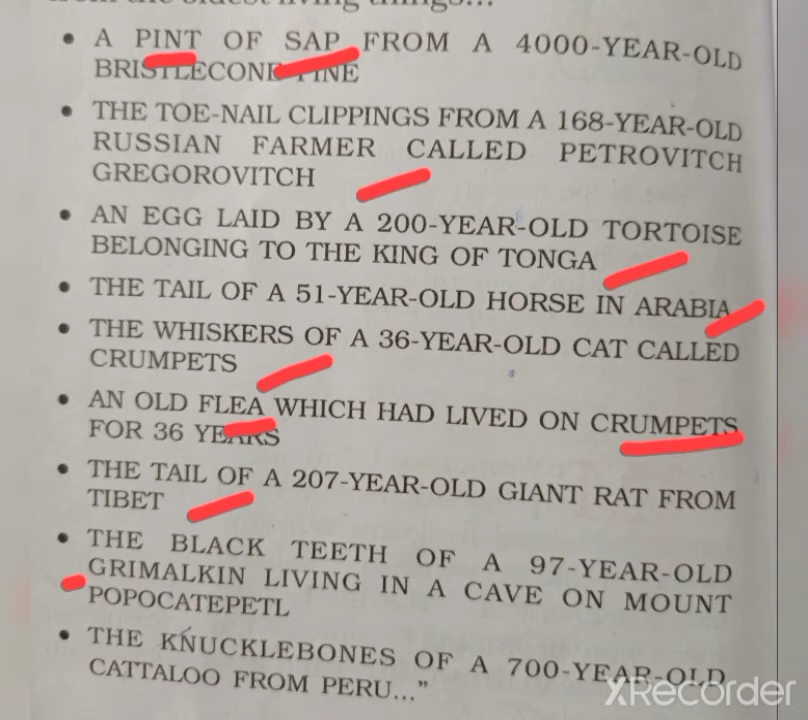 from the oldest living things...
• A PINT OF SAP FROM A 4000-YEAR-OLD
BRISTLECONE PINE
• THE TOE-NAIL CLIPPINGS FROM A 168-YEAR-OLD
RUSSIAN FARMER CALLED PETROVITCH
GREGOROVITCH
• AN EGG LAID BY A 200-YEAR-OLD TORTOISE
BELONGING TO THE KING OF TONGA
• THE TAIL OF A 51-YEAR-OLD HORSE IN ARABIA
• THE WHISKERS OF A 36-YEAR-OLD CAT CALLED
CRUMPETS
• AN OLD FLEA WHICH HAD LIVED ON CRUMPETS
FOR 36 YEARS
• THE TAIL OF A 207-YEAR-OLD GIANT RAT FROM
TIBET
• THE BLACK TEETH OF A 97-YEAR-OLD
GRIMALKIN LIVING IN A CAVE ON MOUNT
POPOCATEPETL
• THE KNUCKLEBONES OF A 700-YEAR-OLD
CATTALOO FROM PERU..."
XRecorder